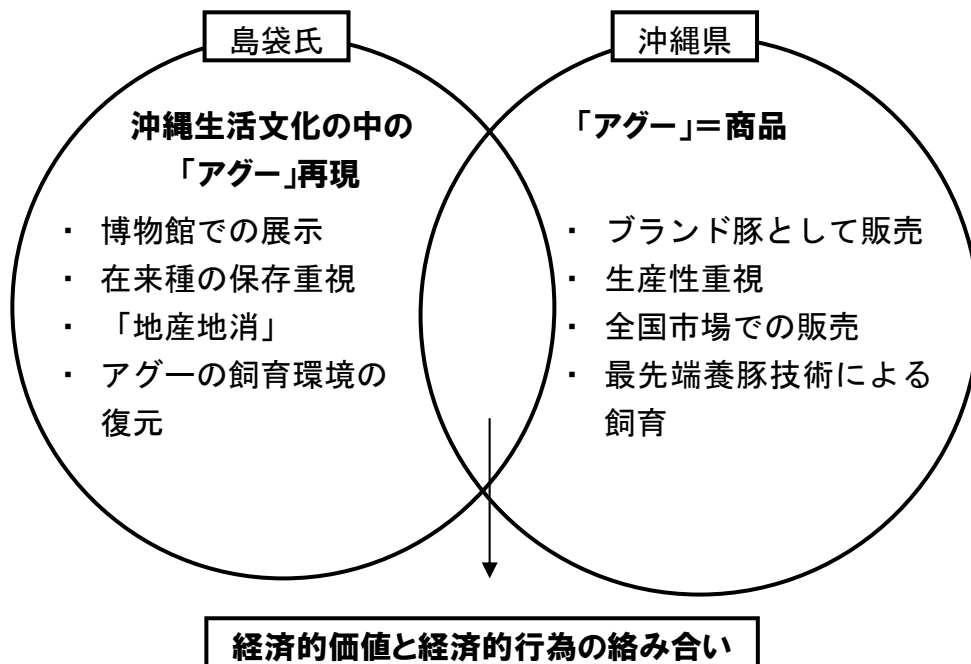 島袋氏
沖縄県
沖縄生活文化の中の
「アグー」再現
・ 博物館での展示
・ 在来種の保存重視
・ 「地産地消」
・ アグーの飼育環境の
復元
「アグー」＝商品
・ ブランド豚として販売
・ 生産性重視
・ 全国市場での販売
・ 最先端養豚技術による
飼育
経済的価値と経済的行為の絡み合い